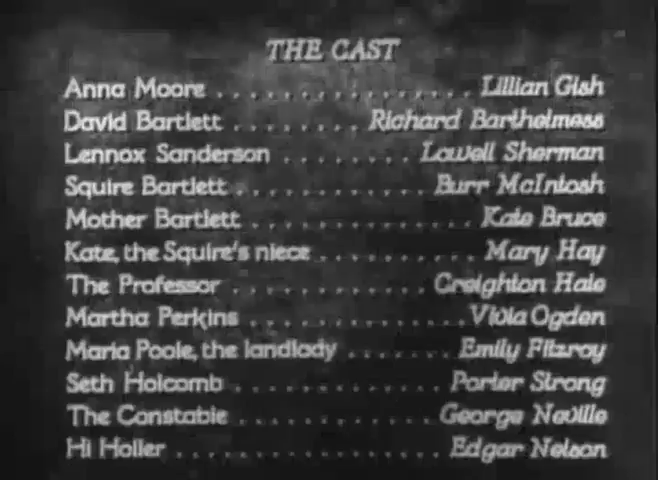 THE CAST
Anna Moore . . . . . . . . . . . . . . . . Lillian Gish
David Bartlett . . . . . . . . Richard Barthelmess
Lennox Sanderson . . . . . . . . Lowell Sherman
Squire Bartlett . . . . . . . . . . . . Burr McIntosh
Mother Bartlett . . . . . . . . . . . . . . Kate Bruce
Kate, the Squire's niece . . . . . . . . . . Mary Hay
The Professor . . . . . . . . . . . . Creighton Hale
Martha Perkins . . . . . . . . . . . . . . Viola Ogden
Maria Poole, the landlady . . . . . . . Emily Fitzroy
Seth Holcomb . . . . . . . . . . . . . Porter Strong
The Constable . . . . . . . . . . . . George Neville
Hi Holler . . . . . . . . . . . . . . . . . Edgar Nelson